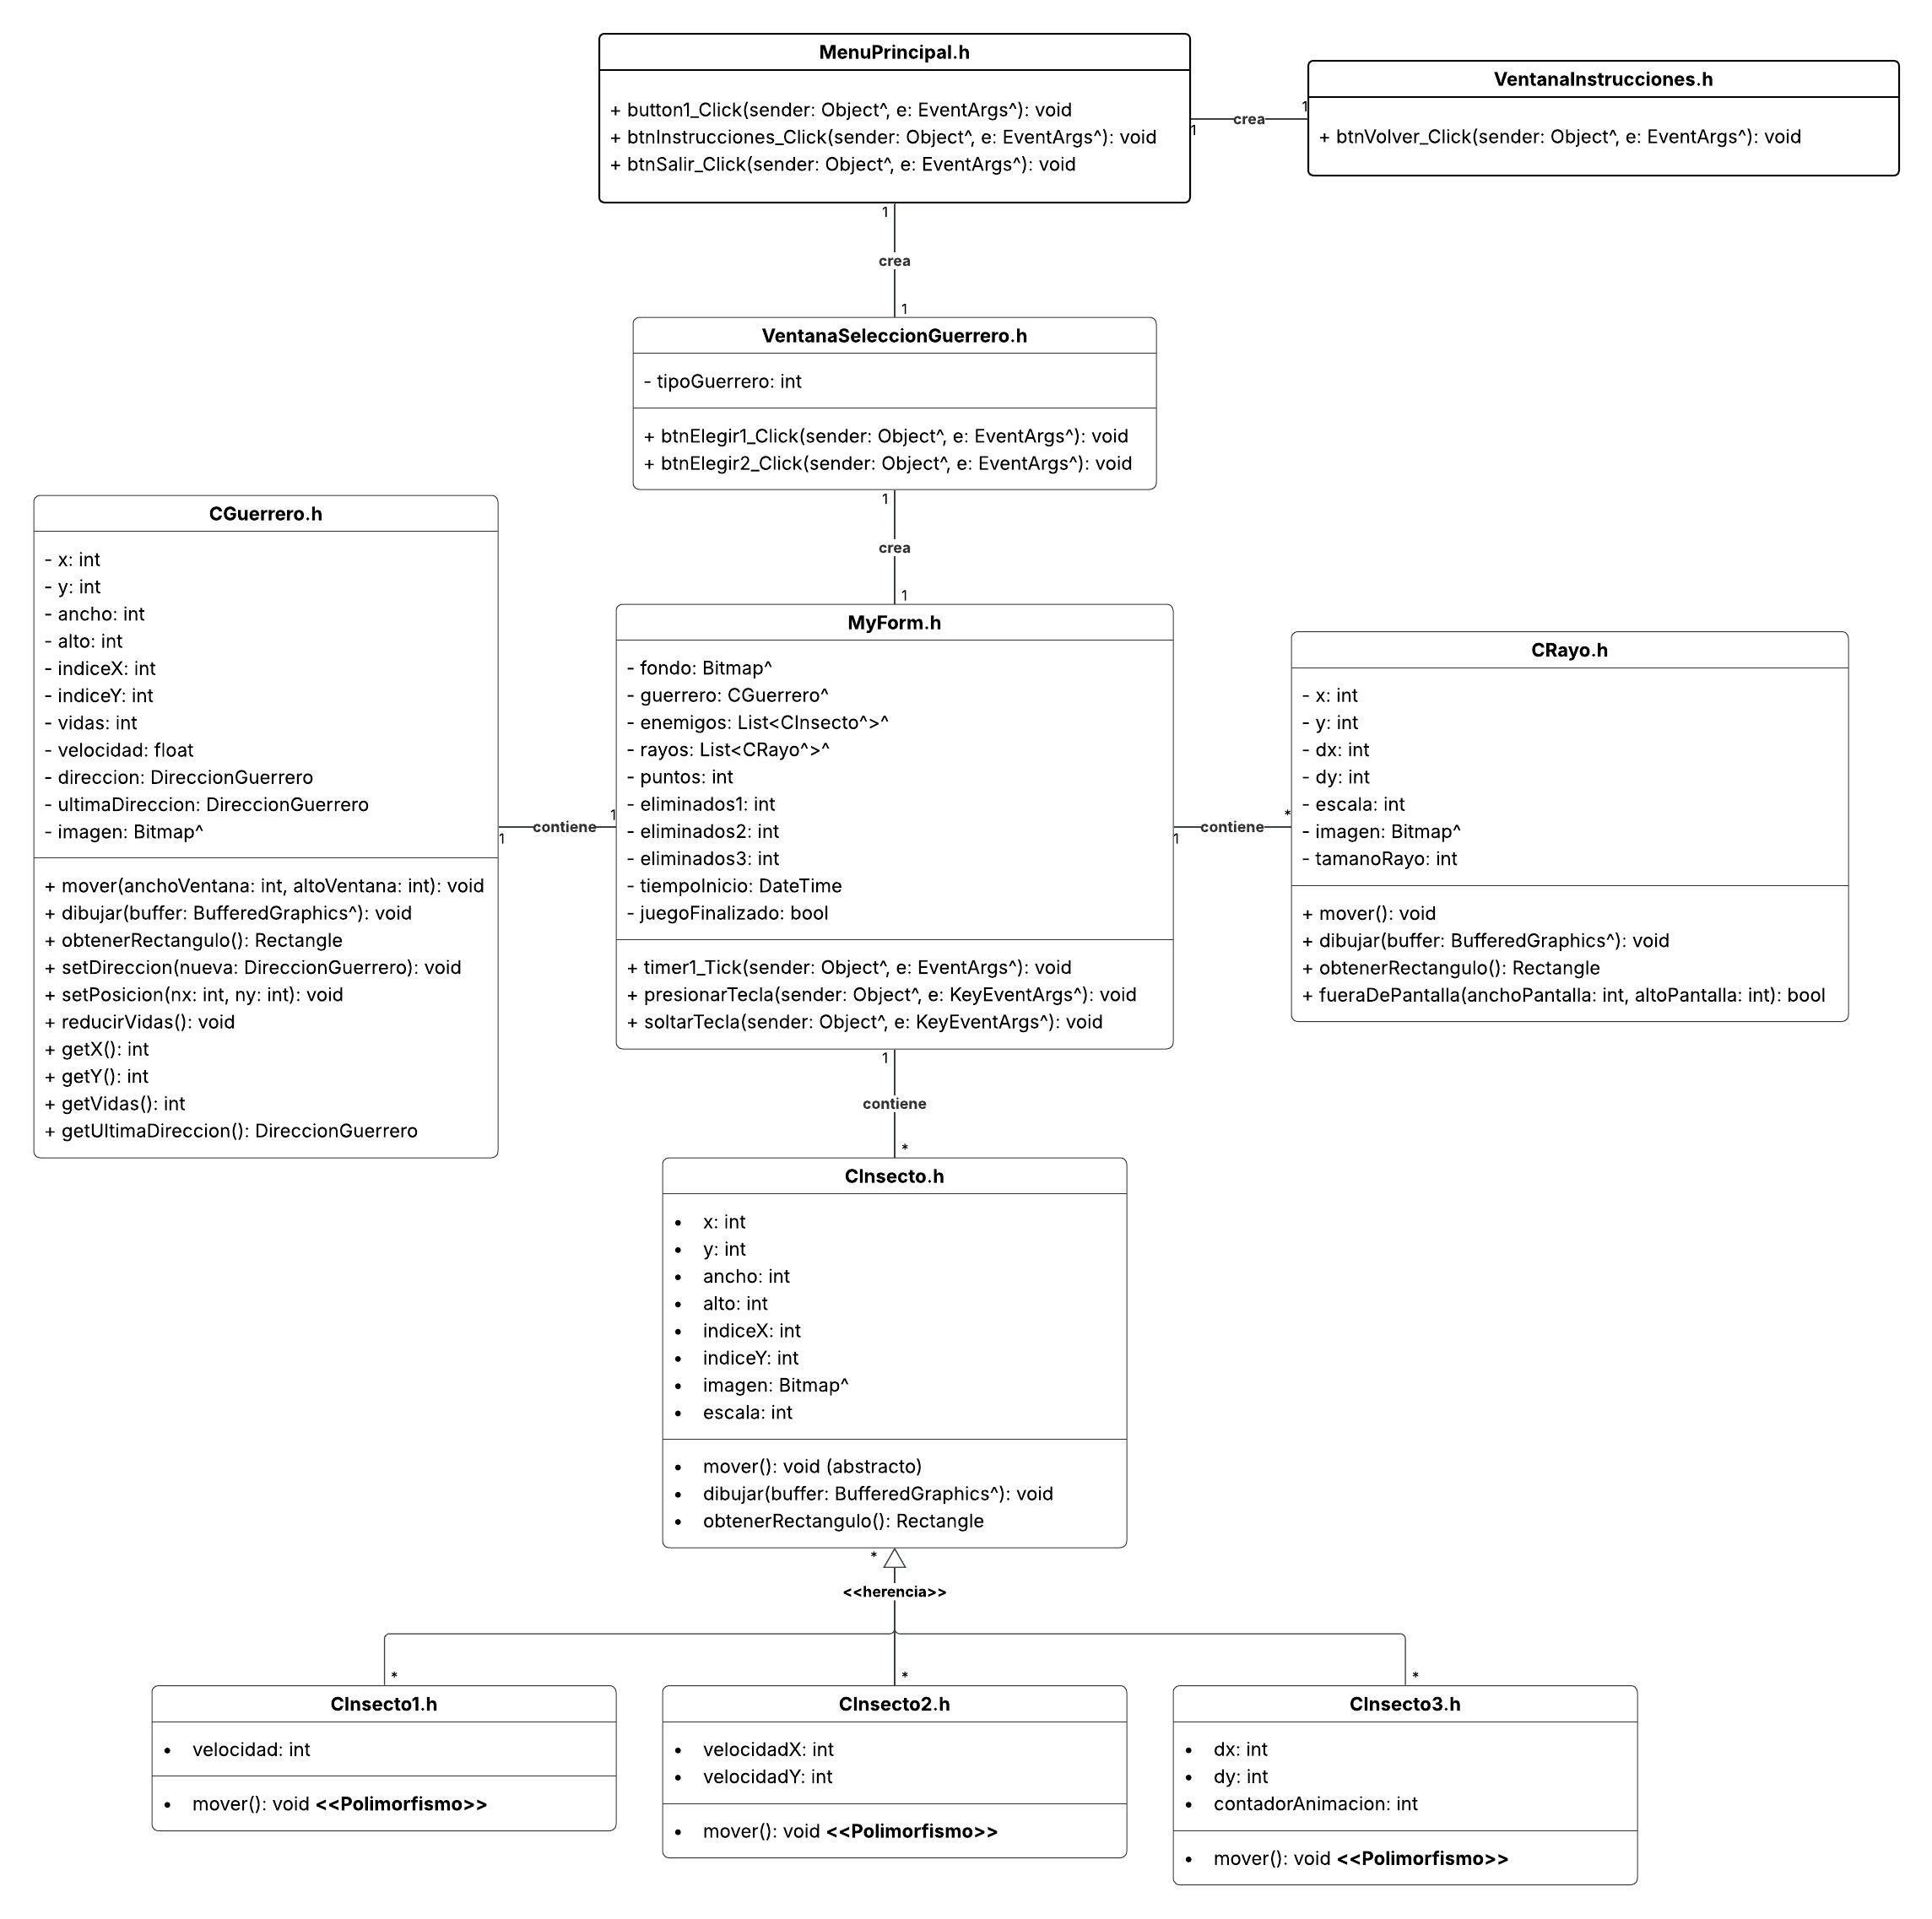 MenuPrincipal.h
+ button1_Click(sender: Object^, e: EventArgs^): void
+ btnInstrucciones_Click(sender: Object^, e: EventArgs^): void
+ btnSalir_Click(sender: Object^, e: EventArgs^): void
1
crea
1
VentanaInstrucciones.h
+ btnVolver_Click(sender: Object^, e: EventArgs^): void
1
crea
1
VentanaSeleccionGuerrero.h
- tipoGuerrero: int
+ btnElegir1_Click(sender: Object^, e: EventArgs^): void
+ btnElegir2_Click(sender: Object^, e: EventArgs^): void
1
crea
1
CGuerrero.h
- x: int
- y: int
- ancho: int
- alto: int
- indiceX: int
- indiceY: int
- vidas: int
- velocidad: float
- direccion: DireccionGuerrero
- ultimaDireccion: DireccionGuerrero
- imagen: Bitmap^
+ mover(anchoVentana: int, altoVentana: int): void
+ dibujar(buffer: BufferedGraphics^): void
+ obtenerRectangulo(): Rectangle
+ setDireccion(nueva: DireccionGuerrero): void
+ setPosicion(nx: int, ny: int): void
+ reducirVidas(): void
+ getX(): int
+ getY(): int
+ getVidas(): int
+ getUltimaDireccion(): DireccionGuerrero
1
contiene
1
MyForm.h
- fondo: Bitmap^
- guerrero: CGuerrero^
- enemigos: List<CInsecto^>^
- rayos: List<CRayo^>^
- puntos: int
- eliminados1: int
- eliminados2: int
- eliminados3: int
- tiempoInicio: DateTime
- juegoFinalizado: bool
+ timer1_Tick(sender: Object^, e: EventArgs^): void
+ presionarTecla(sender: Object^, e: KeyEventArgs^): void
+ soltarTecla(sender: Object^, e: KeyEventArgs^): void
1
contiene
*
CRayo.h
- x: int
- y: int
- dx: int
- dy: int
- escala: int
- imagen: Bitmap^
- tamanoRayo: int
+ mover(): void
+ dibujar(buffer: BufferedGraphics^): void
+ obtenerRectangulo(): Rectangle
+ fueraDePantalla(anchoPantalla: int, altoPantalla: int): bool
1
contiene
*
CInsecto.h
• x: int
• y: int
• ancho: int
• alto: int
• indiceX: int
• indiceY: int
• imagen: Bitmap^
• escala: int
• mover(): void (abstracto)
• dibujar(buffer: BufferedGraphics^): void
• obtenerRectangulo(): Rectangle
*
<<herencia>>
*
*
*
CInsecto1.h
• velocidad: int
• mover(): void <<Polimorfismo>>
CInsecto2.h
• velocidadX: int
• velocidadY: int
• mover(): void <<Polimorfismo>>
CInsecto3.h
• dx: int
• dy: int
• contadorAnimacion: int
• mover(): void <<Polimorfismo>>